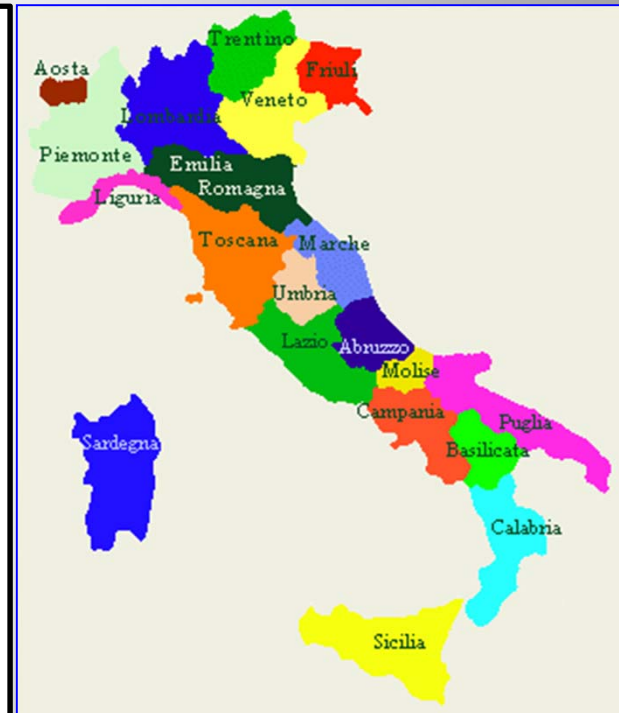 Trentino
Aosta
Friuli
Veneto
Lombardia
Piemonte
Emilia
Romagna
Liguria
Toscana
Marche
Umbria
Lazio
Abruzzo
Molise
Campania
Puglia
Sardegna
Basilicata
Calabria
Sicilia